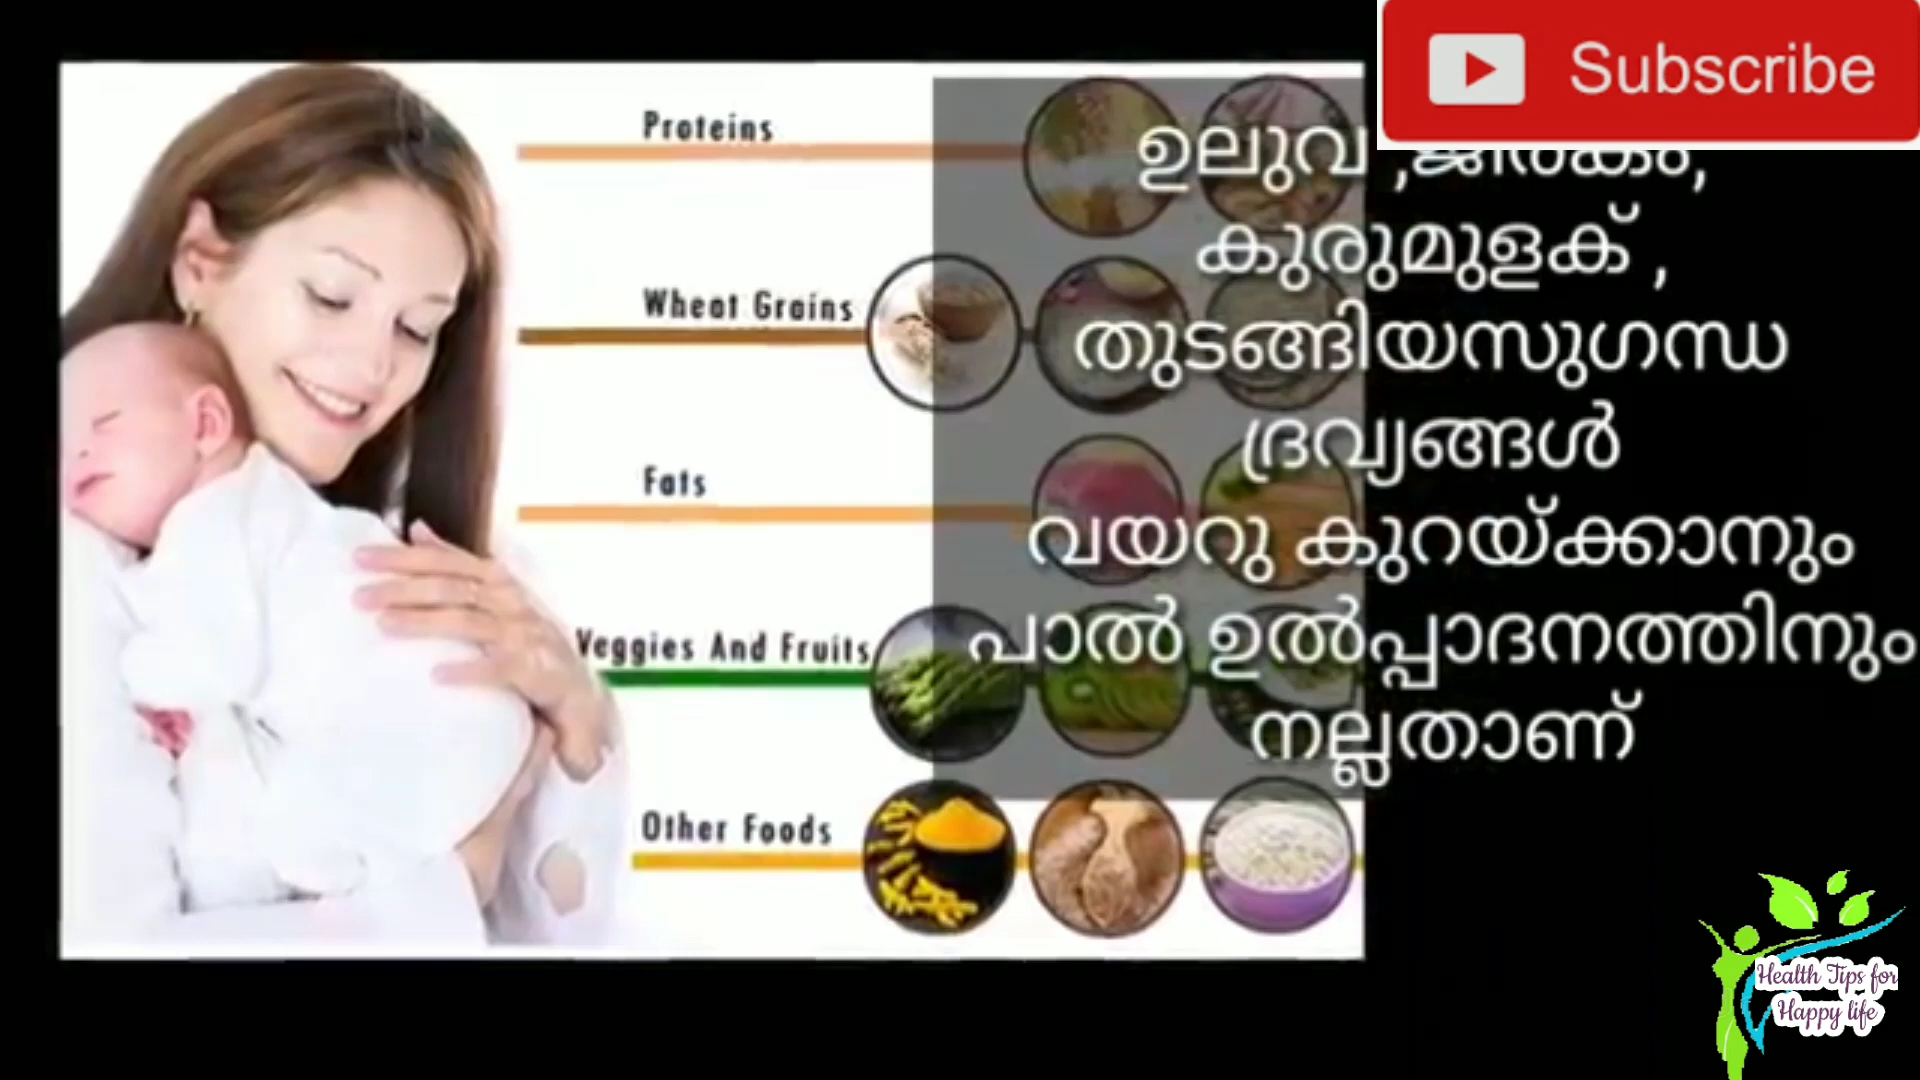 Subscribe
Proteins
Wheat Grains
Fats
Veggies And Fruits
Other Foods
ഉലുവ ,ജീരകം,
കുരുമുളക് ,
തുടങ്ങിയസുഗന്ധ
ദ്രവ്യങ്ങൾ
വയറു കുറയ്ക്കാനും
പാൽ ഉൽപ്പാദനത്തിനും
നല്ലതാണ്
Health Tips for
Happy life